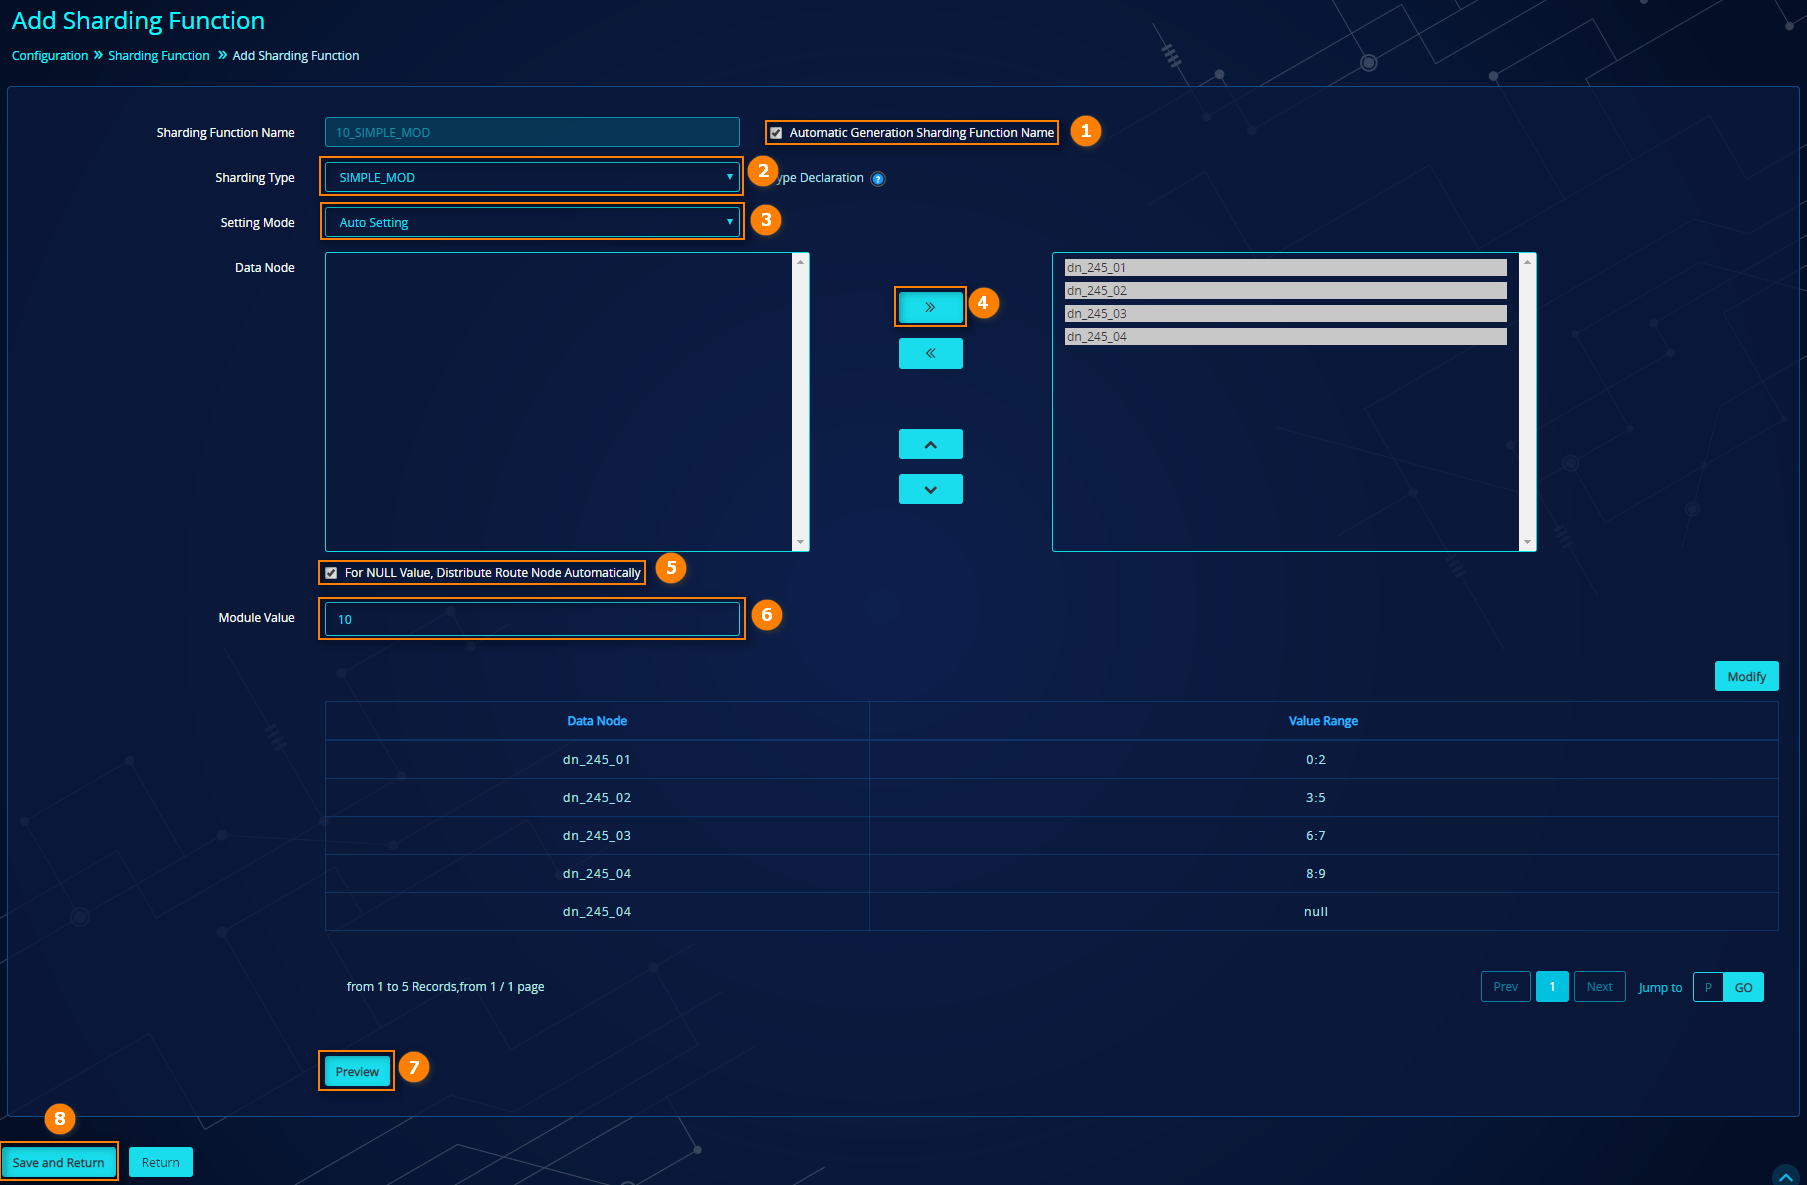 Add Sharding Function
Configuration » Sharding Function » Add Sharding Function
Sharding Function Name 10_SIMPLE_MOD Automatic Generation Sharding Function Name 1
Sharding Type SIMPLE_MOD 2 ype Declaration ?
Setting Mode Auto Setting 3
Data Node
dn_245_01
dn_245_02
dn_245_03
dn_245_04
» 4
«
For NULL Value, Distribute Route Node Automatically 5
Module Value 10 6
Modify
Data Node Value Range
dn_245_01 0:2
dn_245_02 3:5
dn_245_03 6:7
dn_245_04 8:9
dn_245_04 null
from 1 to 5 Records,from 1 / 1 page Prev 1 Next Jump to P GO
Preview 7
8
Save and Return Return